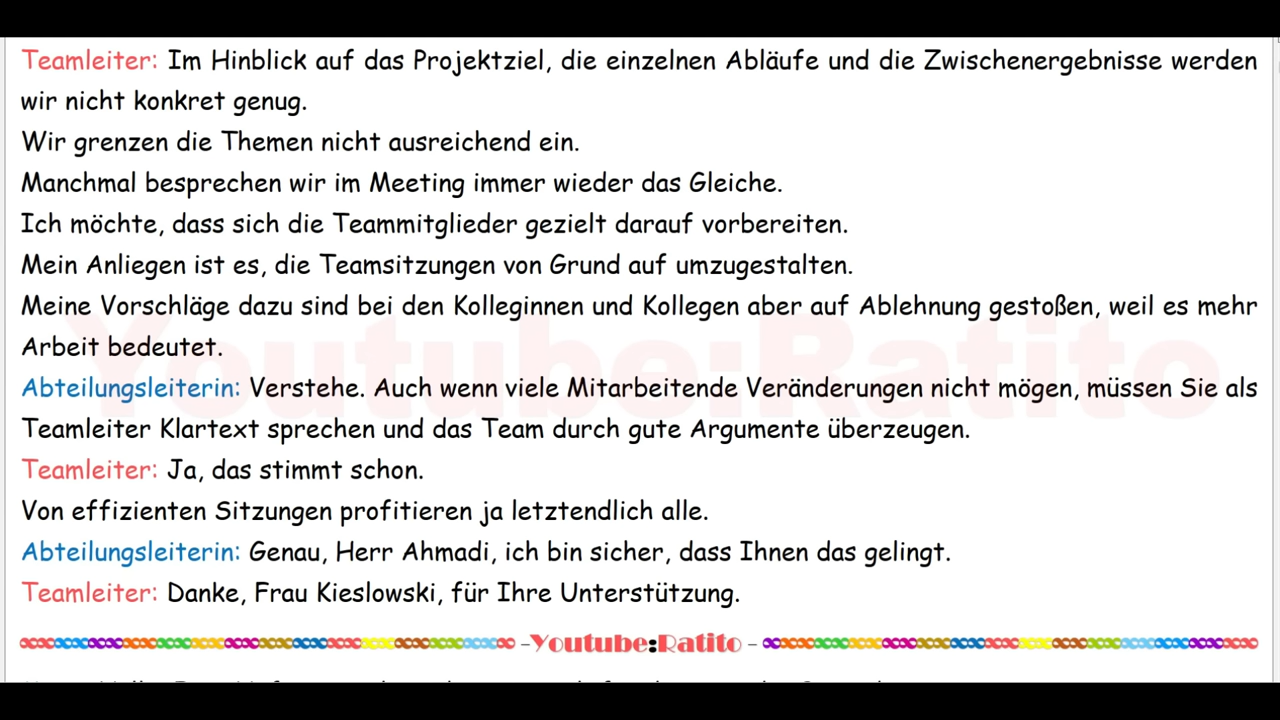 Teamleiter: Im Hinblick auf das Projektziel, die einzelnen Abläufe und die Zwischenergebnisse werden
wir nicht konkret genug.
Wir grenzen die Themen nicht ausreichend ein.
Manchmal besprechen wir im Meeting immer wieder das Gleiche.
Ich möchte, dass sich die Teammitglieder gezielt darauf vorbereiten.
Mein Anliegen ist es, die Teamsitzungen von Grund auf umzugestalten.
Meine Vorschläge dazu sind bei den Kolleginnen und Kollegen aber auf Ablehnung gestoßen, weil es mehr
Arbeit bedeutet.
Youtube:Ratito
Abteilungsleiterin: Verstehe. Auch wenn viele Mitarbeitende Veränderungen nicht mögen, müssen Sie als
Teamleiter Klartext sprechen und das Team durch gute Argumente überzeugen.
Teamleiter: Ja, das stimmt schon.
Von effizienten Sitzungen profitieren ja letztendlich alle.
Abteilungsleiterin: Genau, Herr Ahmadi, ich bin sicher, dass Ihnen das gelingt.
Teamleiter: Danke, Frau Kieslowski, für Ihre Unterstützung.
-Youtube:Ratito -